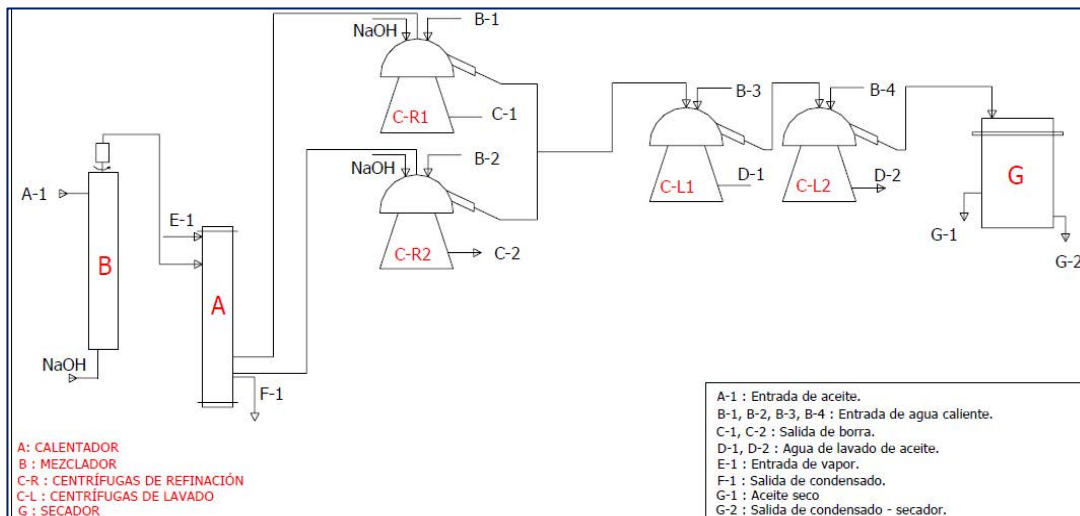 NaOH
B-1
C-R1
C-1
NaOH
B-2
C-R2
C-2
B-3
C-L1
D-1
B-4
C-L2
D-2
G
G-1
G-2
A-1
B
NaOH
E-1
A
F-1
A: CALENTADOR
B : MEZCLADOR
C-R : CENTRÍFUGAS DE REFINACIÓN
C-L : CENTRÍFUGAS DE LAVADO
G : SECADOR
A-1 : Entrada de aceite.
B-1, B-2, B-3, B-4 : Entrada de agua caliente.
C-1, C-2 : Salida de borra.
D-1, D-2 : Agua de lavado de aceite.
E-1 : Entrada de vapor.
F-1 : Salida de condensado.
G-1 : Aceite seco
G-2 : Salida de condensado - secador.